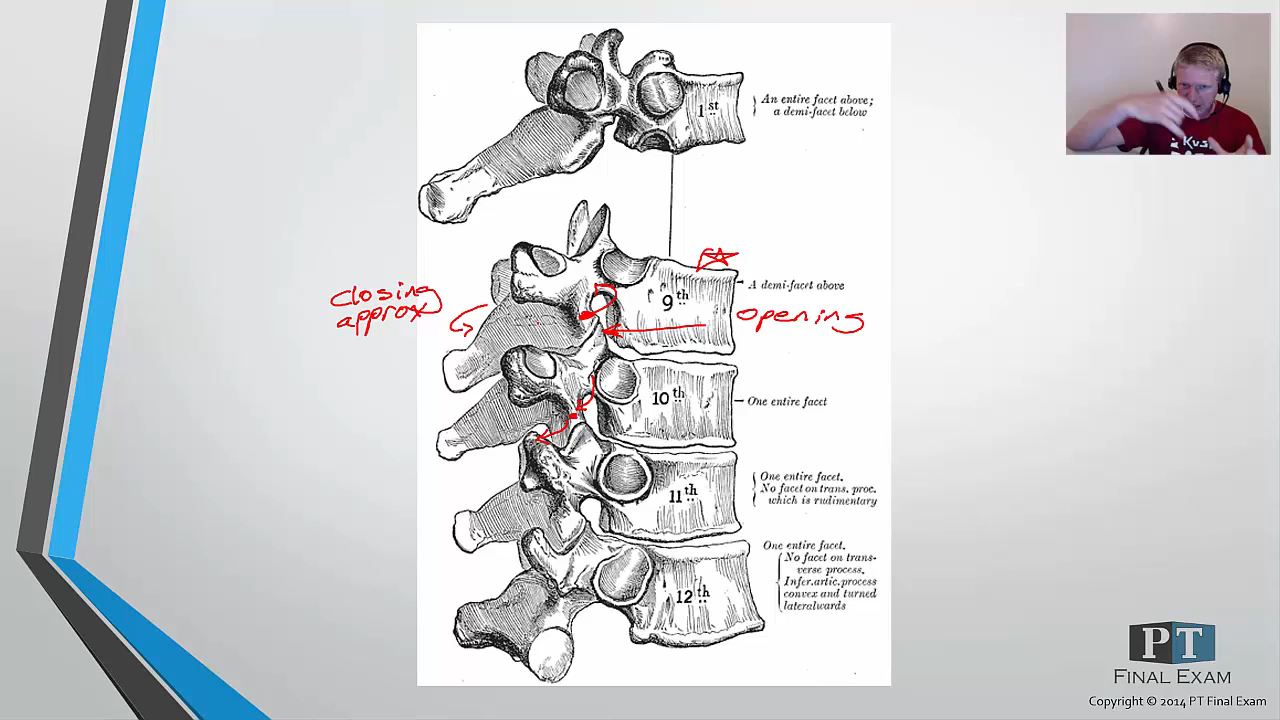 1st
An entire facet above;
a demi-facet below
9th
A demi-facet above
closing
approx
opening
10th
One entire facet
11th
One entire facet.
No facet on trans. proc.
which is rudimentary
12th
One entire facet.
No facet on trans-
verse process.
Infer. artic. process
convex and turned
lateralwards
PT
FINAL EXAM
Copyright © 2014 PT Final Exam